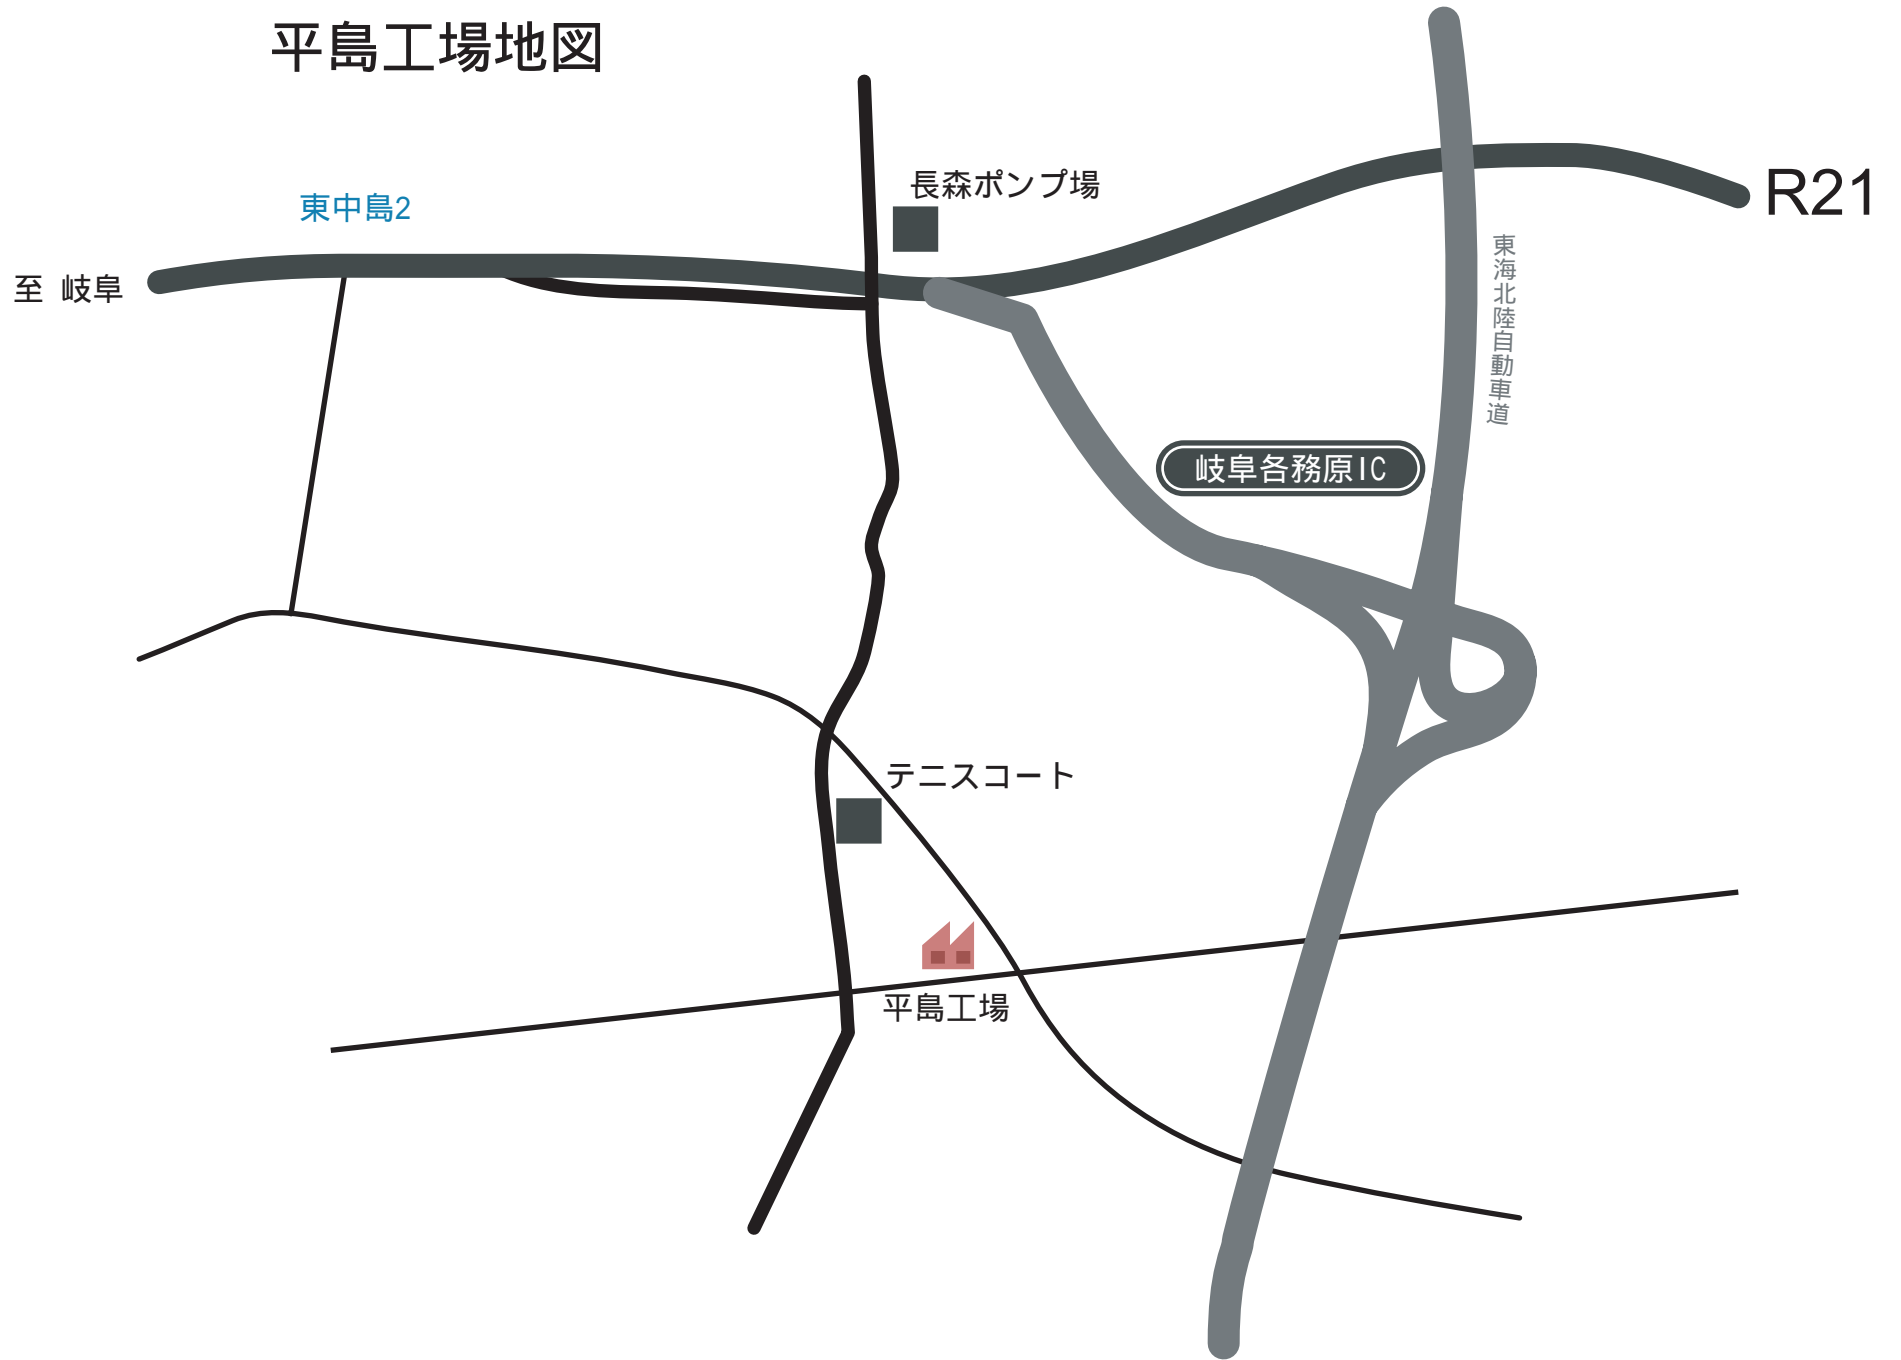 平島工場地図
長森ポンプ場
R21
東中島2
至 岐阜
東海北陸自動車道
岐阜各務原IC
テニスコート
平島工場